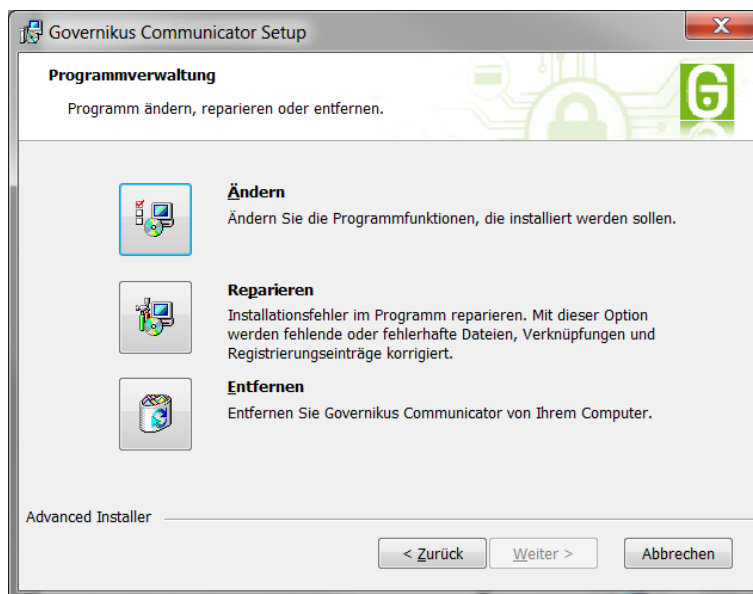 Governikus Communicator Setup
Programmverwaltung
Programm ändern, reparieren oder entfernen.
Ändern
Ändern Sie die Programmfunktionen, die installiert werden sollen.
Reparieren
Installationsfehler im Programm reparieren. Mit dieser Option
werden fehlende oder fehlerhafte Dateien, Verknüpfungen und
Registrierungseinträge korrigiert.
Entfernen
Entfernen Sie Governikus Communicator von Ihrem Computer.
Advanced Installer
< Zurück
Weiter >
Abbrechen